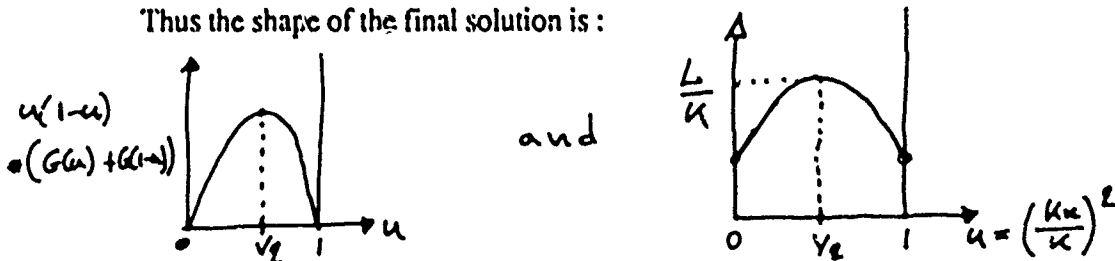 Thus the shape of the final solution is :
u(1-u)
*(G(u) + G(1-u))
0
1/2
1
u
and
L/K
0
1/2
1
u = (Kx/K)^2